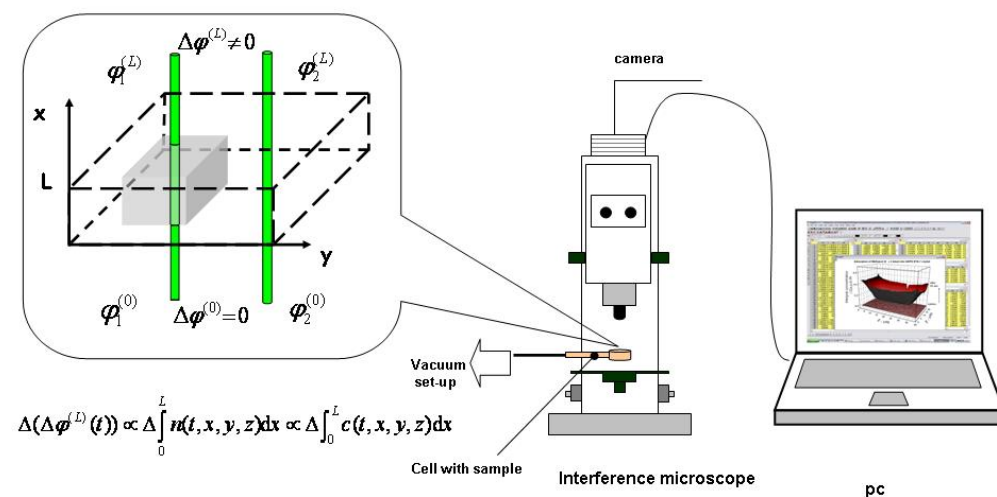 Δφ^(L) ≠ 0
φ₁^(L)
φ₂^(L)
x
L
y
φ₁^(0)
Δφ^(0) = 0
φ₂^(0)
camera
Vacuum
set-up
Δ(Δφ^(L)(t)) ∝ Δ∫₀^L n(t, x, y, z)dx ∝ Δ∫₀^L c(t, x, y, z)dx
Cell with sample
Interference microscope
pc